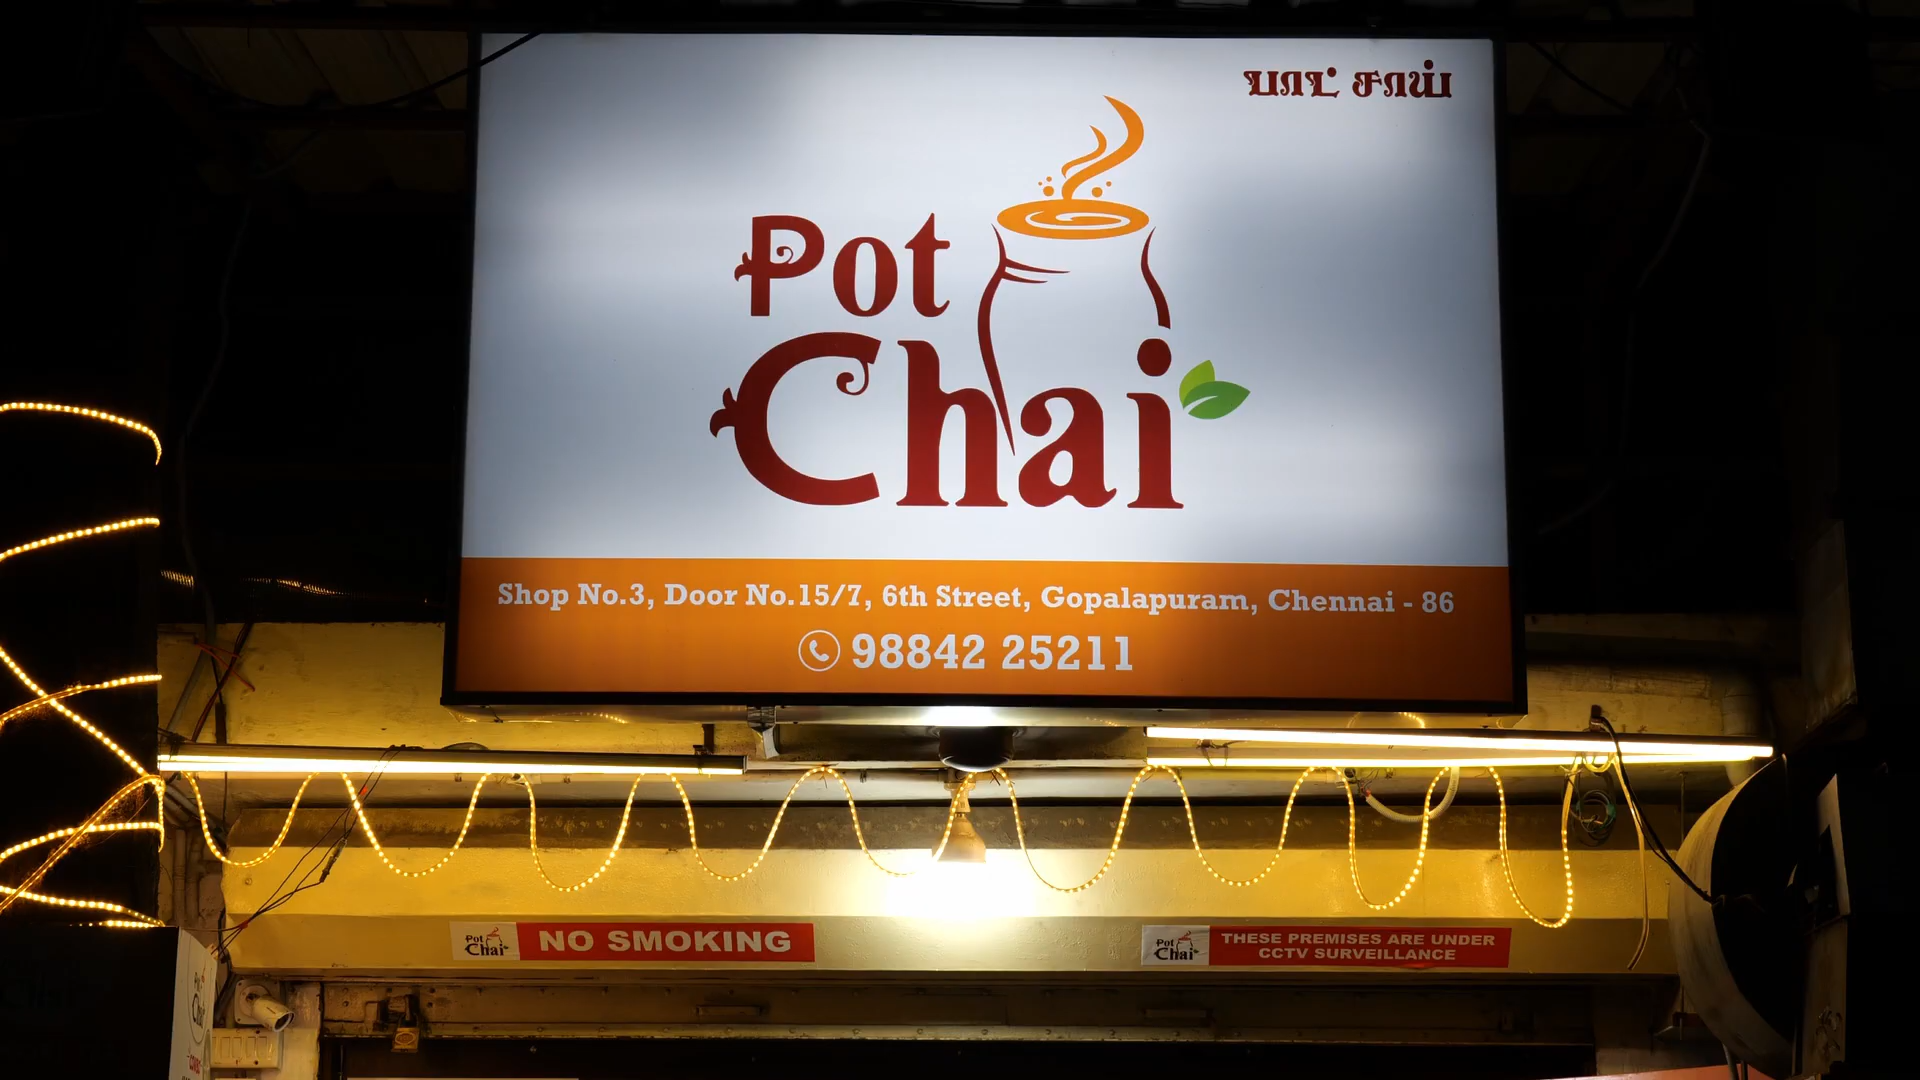 பாட் சாய்
Pot
Chai
Shop No.3, Door No.15/7, 6th Street, Gopalapuram, Chennai - 86
98842 25211
Pot
Chai
NO SMOKING
Pot
Chai
THESE PREMISES ARE UNDER
CCTV SURVEILLANCE